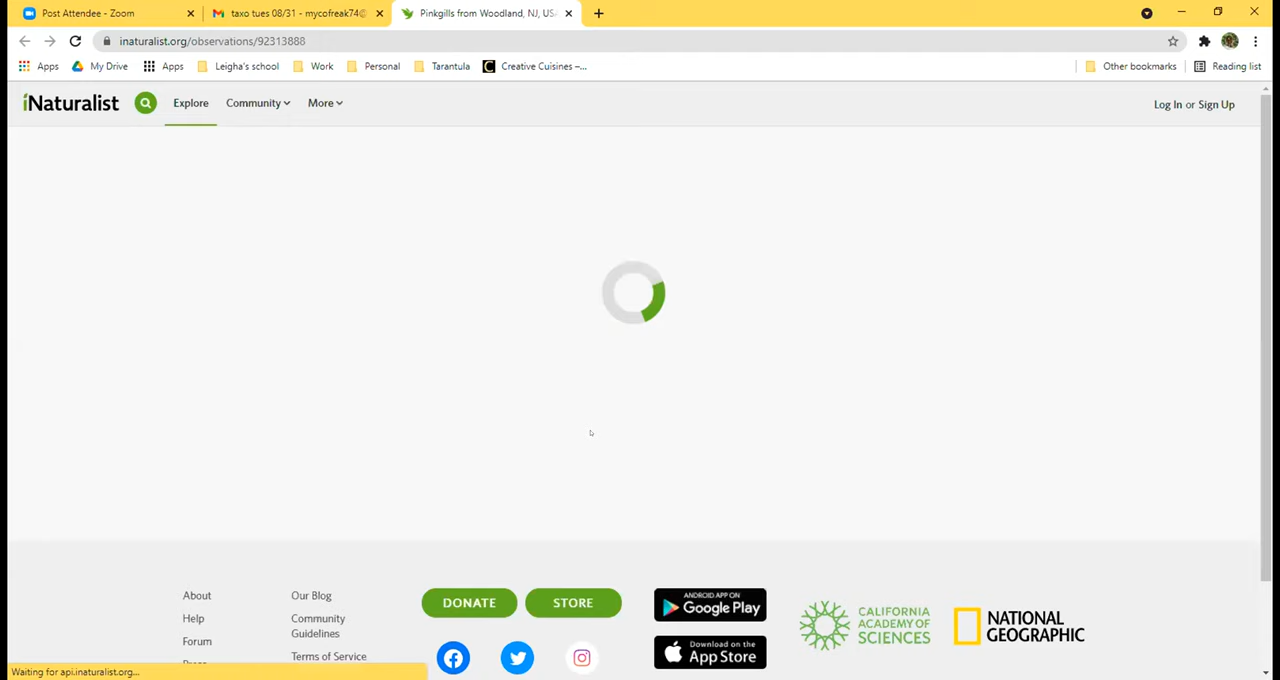 Post Attendee - Zoom
taxo tues 08/31 - mycofreak74@
Pinkgills from Woodland, NJ, US
inaturalist.org/observations/92313888
Apps
My Drive
Apps
Leigha's school
Work
Personal
Tarantula
C
Creative Cuisines –...
Other bookmarks
Reading list
iNaturalist
Explore
Community
More
Log In or Sign Up
About
Help
Forum
Our Blog
Community
Guidelines
Terms of Service
DONATE
STORE
ANDROID APP ON
Google Play
Download on the
App Store
CALIFORNIA
ACADEMY OF
SCIENCES
NATIONAL
GEOGRAPHIC
Waiting for api.inaturalist.org...